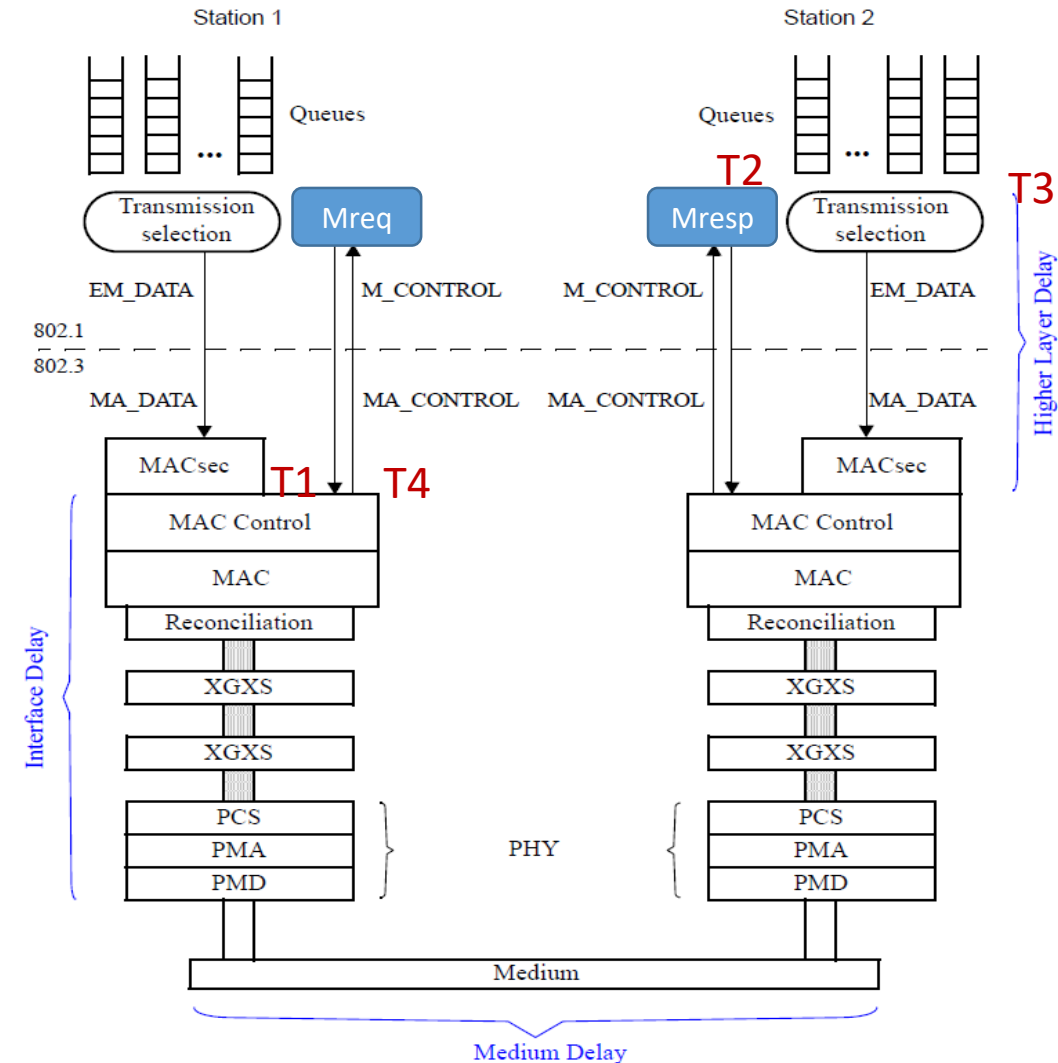 Station 1
Station 2
Queues
Queues
...
...
T2
T3
Transmission
selection
Mreq
Mresp
Transmission
selection
EM_DATA
M_CONTROL
M_CONTROL
EM_DATA
802.1
802.3
MA_DATA
MA_CONTROL
MA_CONTROL
MA_DATA
Higher Layer Delay
MACsec
T1
T4
MACsec
MAC Control
MAC Control
MAC
MAC
Reconciliation
Reconciliation
Interface Delay
XGXS
XGXS
XGXS
XGXS
PCS
PCS
PMA
PHY
PMA
PMD
PMD
Medium
Medium Delay